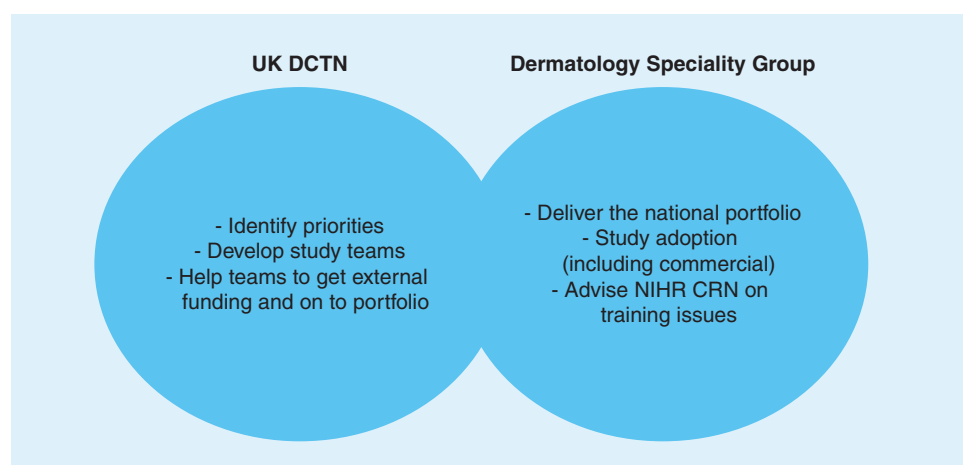 UK DCTN
Dermatology Speciality Group
- Identify priorities
- Develop study teams
- Help teams to get external
funding and on to portfolio
- Deliver the national portfolio
- Study adoption
(including commercial)
- Advise NIHR CRN on
training issues